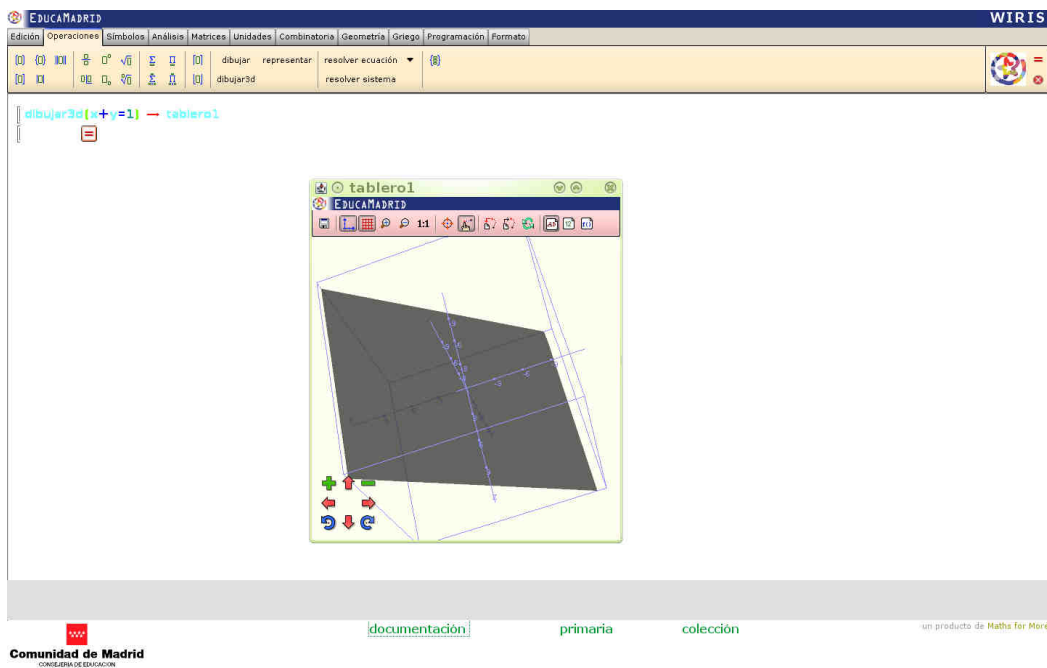 EDUCAMADRID WIRIS
Edición Operaciones Símbolos Análisis Matrices Unidades Combinatoria Geometría Griego Programación Formato
dibujar representar resolver ecuación
dibujar3d resolver sistema
dibujar3d(x+y=1) → tablero1
=
tablero1
EDUCAMADRID
1:1
documentación primaria colección
un producto de Maths for More
Comunidad de Madrid
CONSEJERIA DE EDUCACION